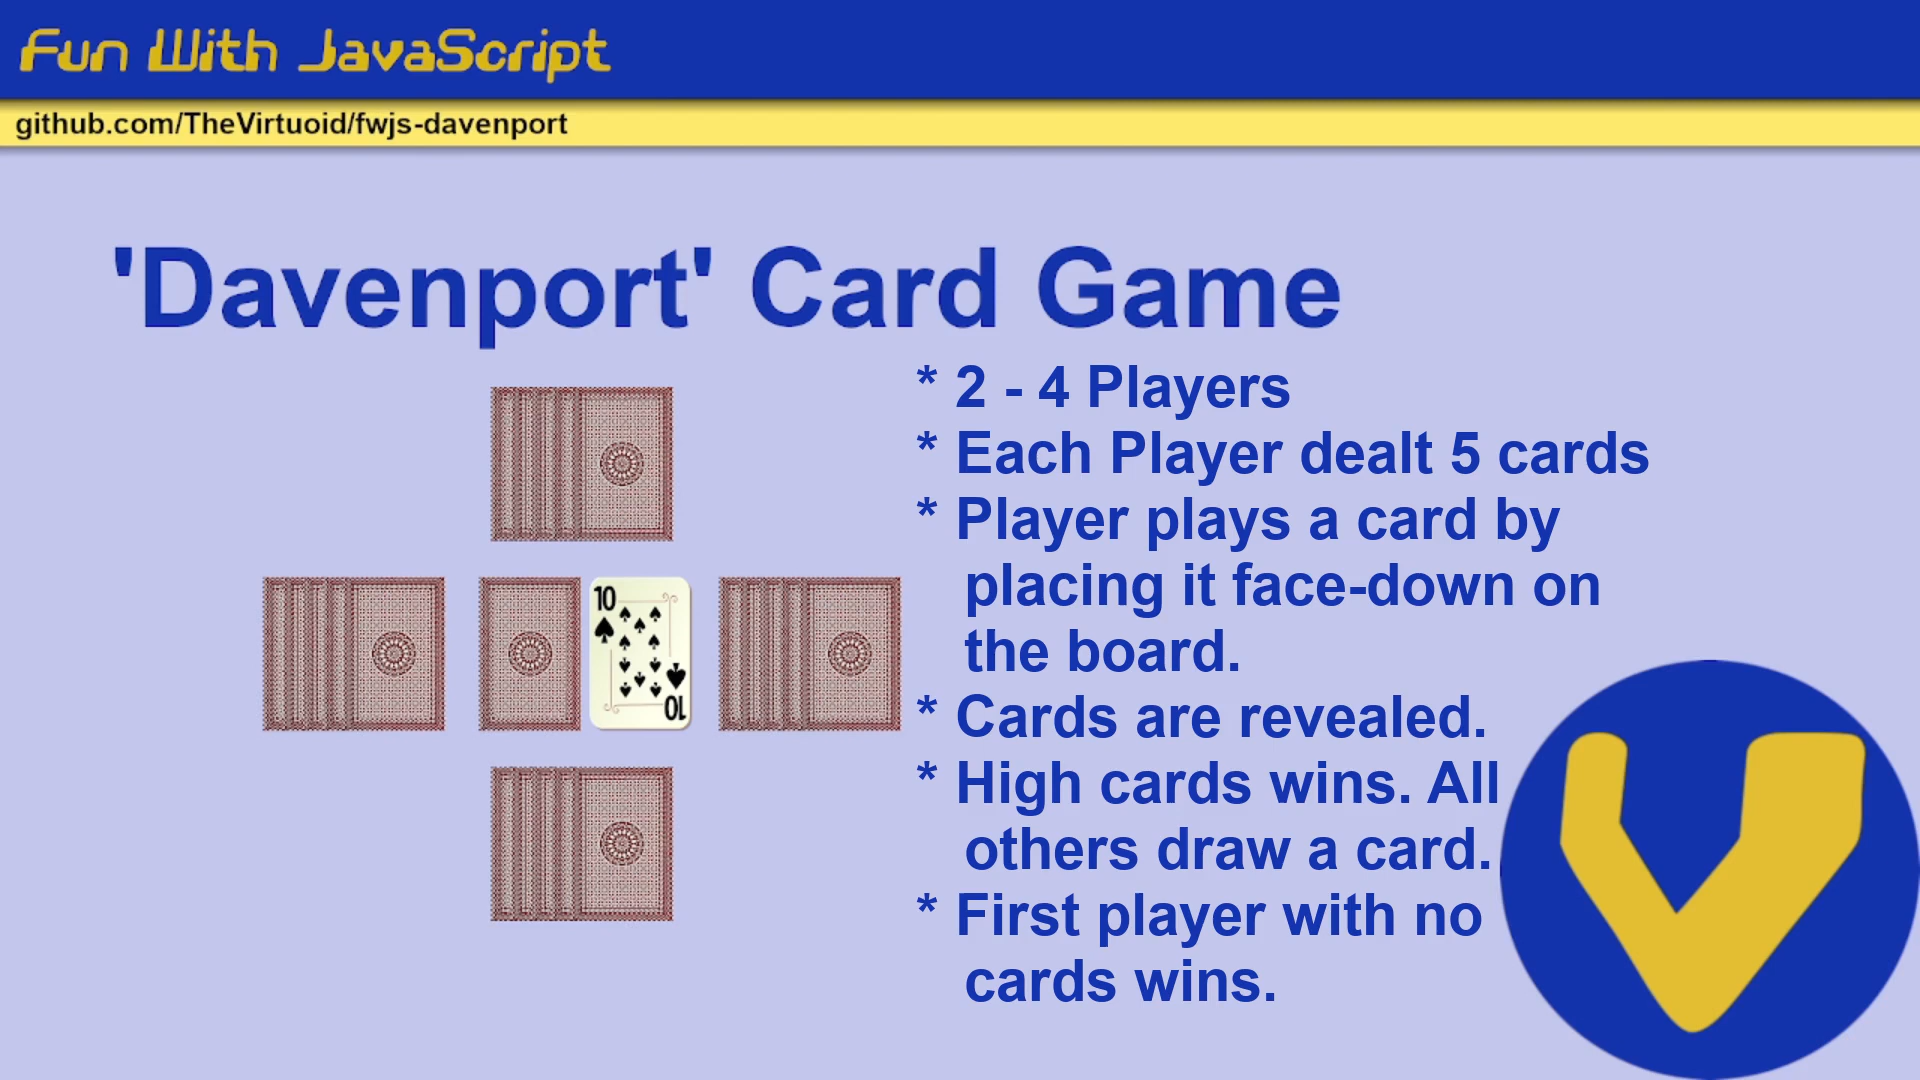 Fun With JavaScript
github.com/TheVirtuoid/fwjs-davenport
'Davenport' Card Game
* 2 - 4 Players
* Each Player dealt 5 cards
* Player plays a card by
placing it face-down on
the board.
* Cards are revealed.
* High cards wins. All
others draw a card.
* First player with no
cards wins.
10
10
V